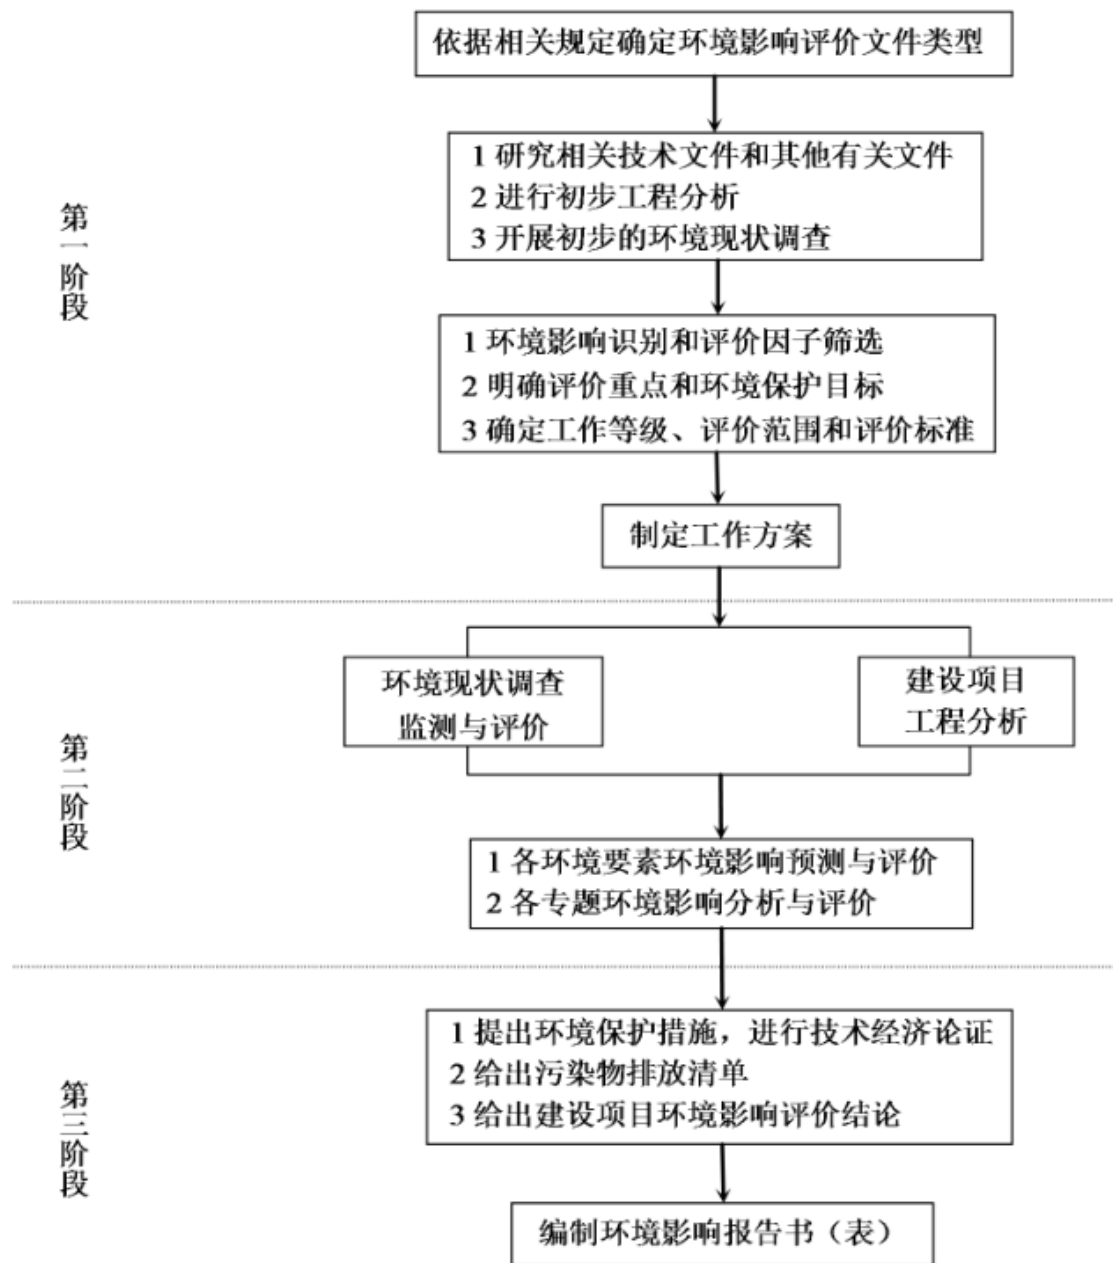 依据相关规定确定环境影响评价文件类型
1 研究相关技术文件和其他有关文件
2 进行初步工程分析
3 开展初步的环境现状调查
第一阶段
1 环境影响识别和评价因子筛选
2 明确评价重点和环境保护目标
3 确定工作等级、评价范围和评价标准
制定工作方案
环境现状调查
监测与评价
建设项目
工程分析
第二阶段
1 各环境要素环境影响预测与评价
2 各专题环境影响分析与评价
1 提出环境保护措施，进行技术经济论证
2 给出污染物排放清单
3 给出建设项目环境影响评价结论
第三阶段
编制环境影响报告书（表）